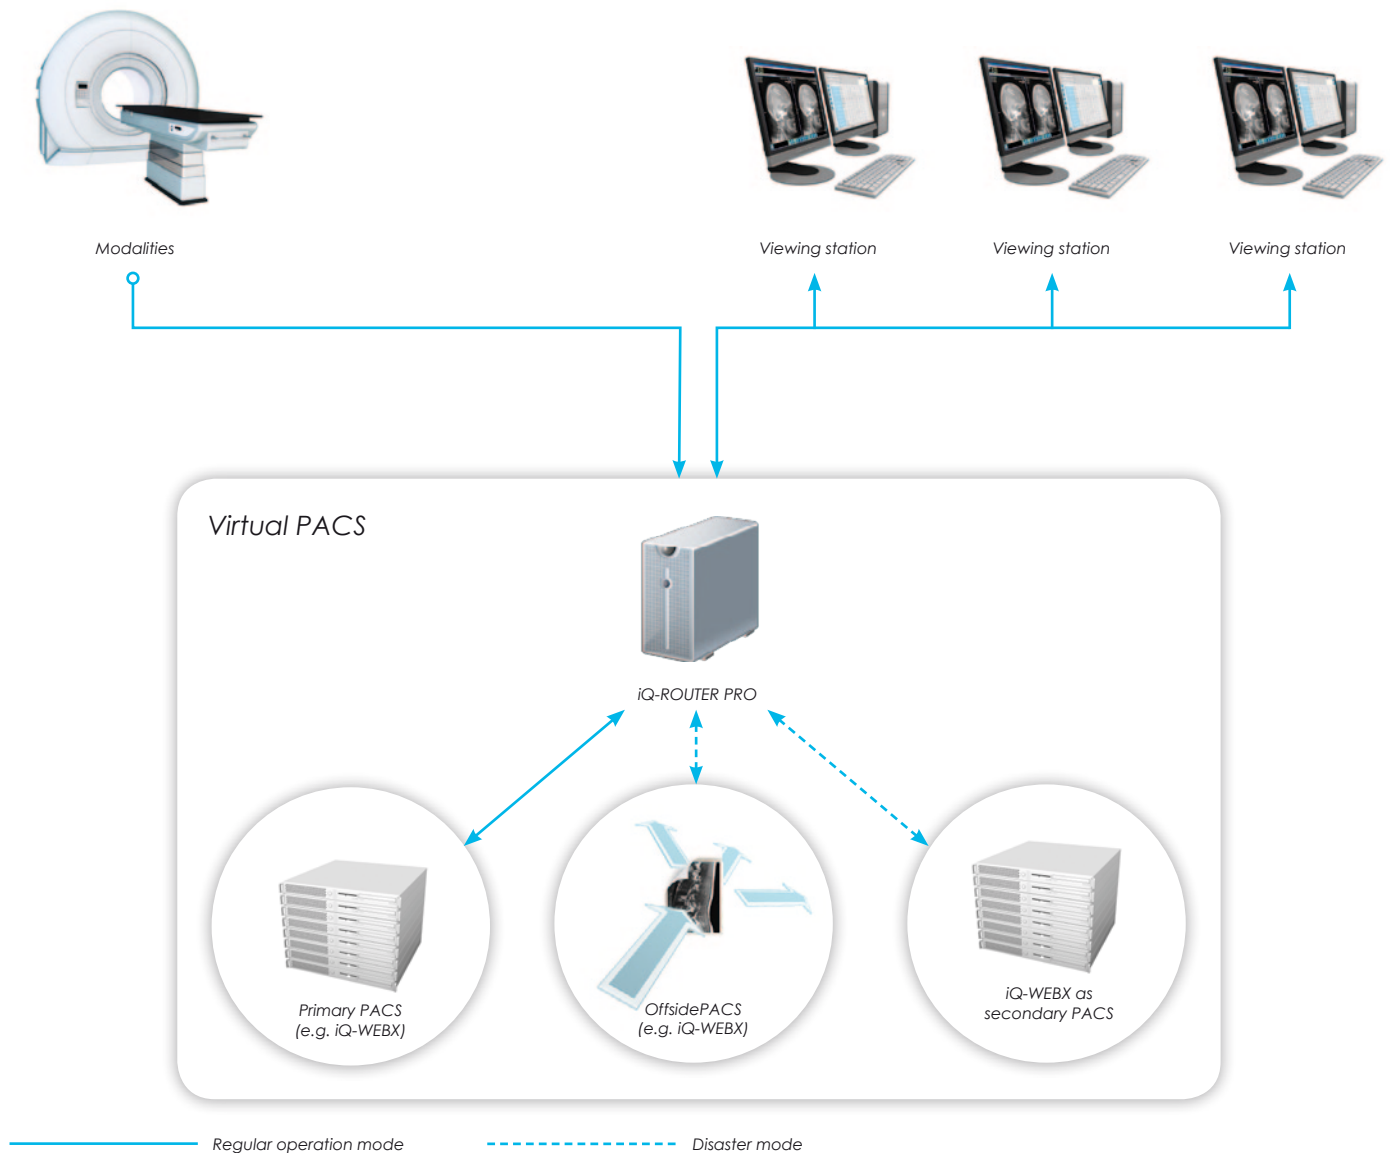 Modalities
Viewing station
Viewing station
Viewing station
Virtual PACS
iQ-ROUTER PRO
Primary PACS
(e.g. iQ-WEBX)
OffsidePACS
(e.g. iQ-WEBX)
iQ-WEBX as
secondary PACS
Regular operation mode
Disaster mode